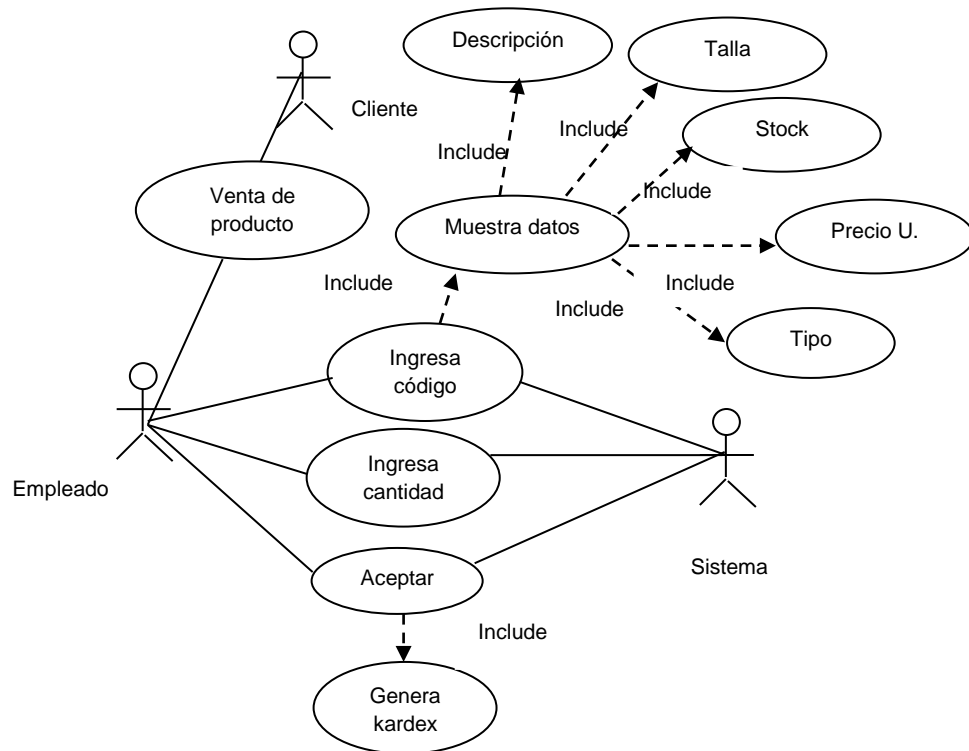 Descripción
Talla
Cliente
Include
Stock
Include
Include
Venta de
producto
Muestra datos
Precio U.
Include
Include
Include
Tipo
Ingresa
código
Ingresa
cantidad
Empleado
Sistema
Aceptar
Include
Genera
kardex